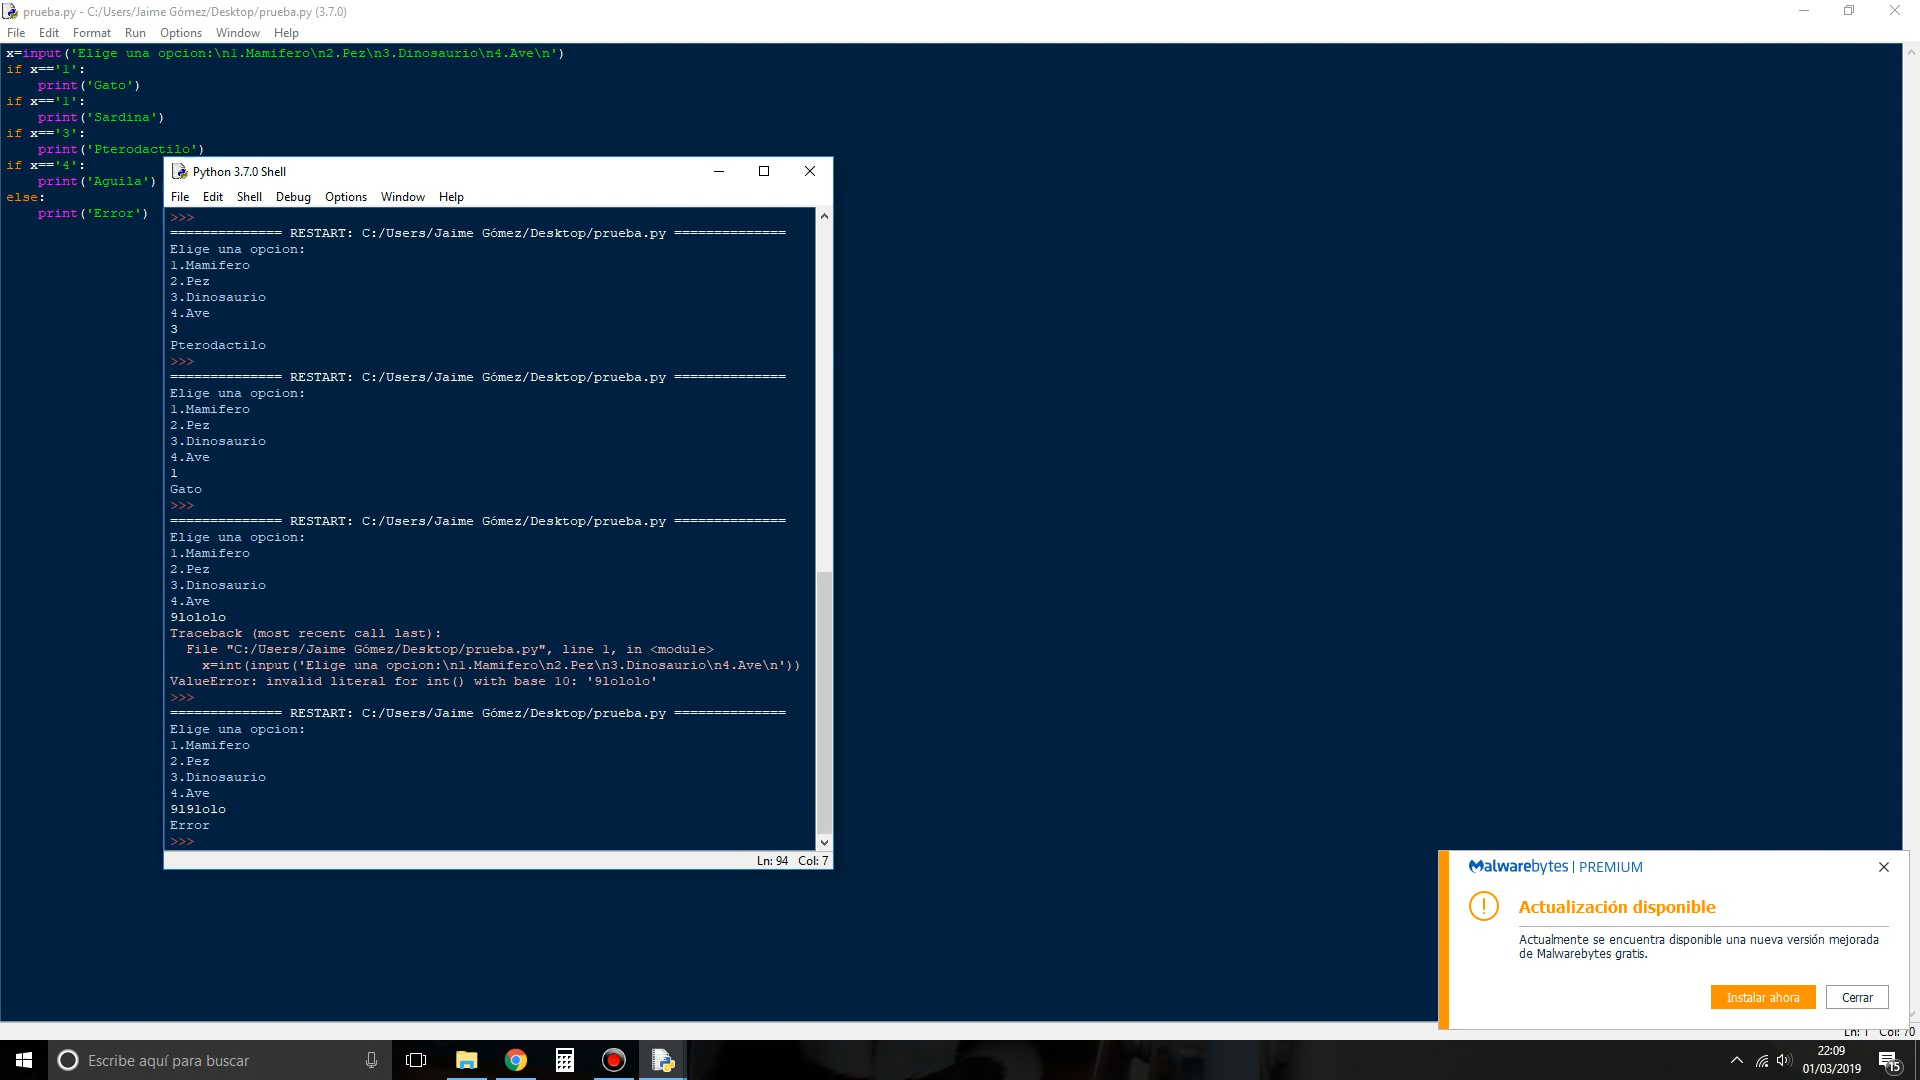 prueba.py - C:/Users/Jaime Gómez/Desktop/prueba.py (3.7.0)
File Edit Format Run Options Window Help
x=input('Elige una opcion:\n1.Mamifero\n2.Pez\n3.Dinosaurio\n4.Ave\n')
if x=='1':
    print('Gato')
if x=='1':
    print('Sardina')
if x=='3':
    print('Pterodactilo')
if x=='4':
    print('Aguila')
else:
    print('Error')
Python 3.7.0 Shell
File Edit Shell Debug Options Window Help
>>>
============== RESTART: C:/Users/Jaime Gómez/Desktop/prueba.py ==============
Elige una opcion:
1.Mamifero
2.Pez
3.Dinosaurio
4.Ave
3
Pterodactilo
>>>
============== RESTART: C:/Users/Jaime Gómez/Desktop/prueba.py ==============
Elige una opcion:
1.Mamifero
2.Pez
3.Dinosaurio
4.Ave
1
Gato
>>>
============== RESTART: C:/Users/Jaime Gómez/Desktop/prueba.py ==============
Elige una opcion:
1.Mamifero
2.Pez
3.Dinosaurio
4.Ave
9lololo
Traceback (most recent call last):
  File "C:/Users/Jaime Gómez/Desktop/prueba.py", line 1, in <module>
    x=int(input('Elige una opcion:\n1.Mamifero\n2.Pez\n3.Dinosaurio\n4.Ave\n'))
ValueError: invalid literal for int() with base 10: '9lololo'
>>>
============== RESTART: C:/Users/Jaime Gómez/Desktop/prueba.py ==============
Elige una opcion:
1.Mamifero
2.Pez
3.Dinosaurio
4.Ave
9l9lolo
Error
>>>
Ln: 94 Col: 7
Malwarebytes | PREMIUM
Actualización disponible
Actualmente se encuentra disponible una nueva versión mejorada
de Malwarebytes gratis.
Instalar ahora Cerrar
Ln: 1 Col: 70
Escribe aquí para buscar
22:09
01/03/2019
15